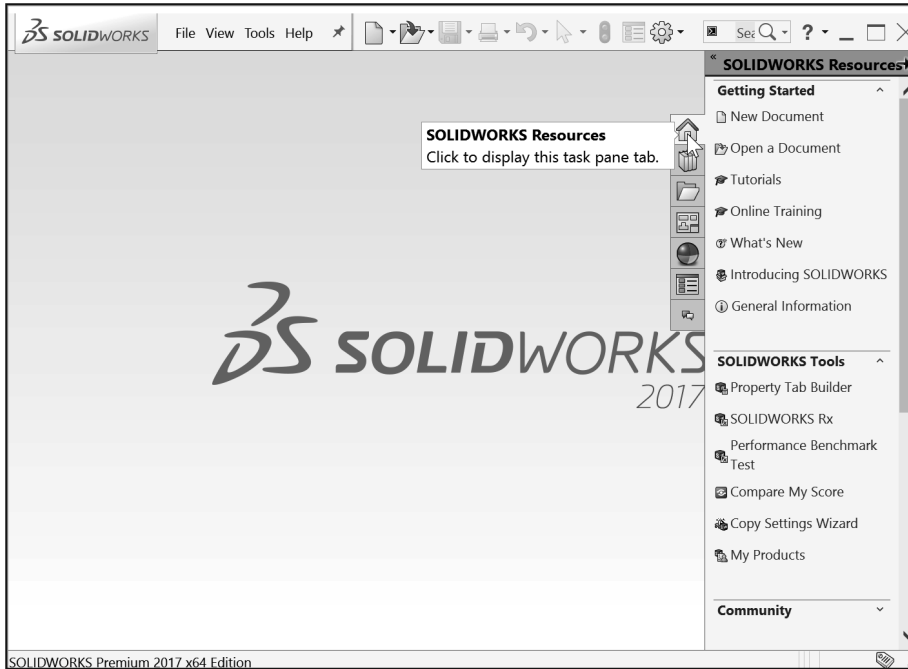 SOLIDWORKS File View Tools Help Sea ?
SOLIDWORKS Resources
Getting Started
New Document
SOLIDWORKS Resources
Click to display this task pane tab.
Open a Document
Tutorials
Online Training
What's New
Introducing SOLIDWORKS
General Information
SOLIDWORKS
2017
SOLIDWORKS Tools
Property Tab Builder
SOLIDWORKS Rx
Performance Benchmark
Test
Compare My Score
Copy Settings Wizard
My Products
Community
SOLIDWORKS Premium 2017 x64 Edition